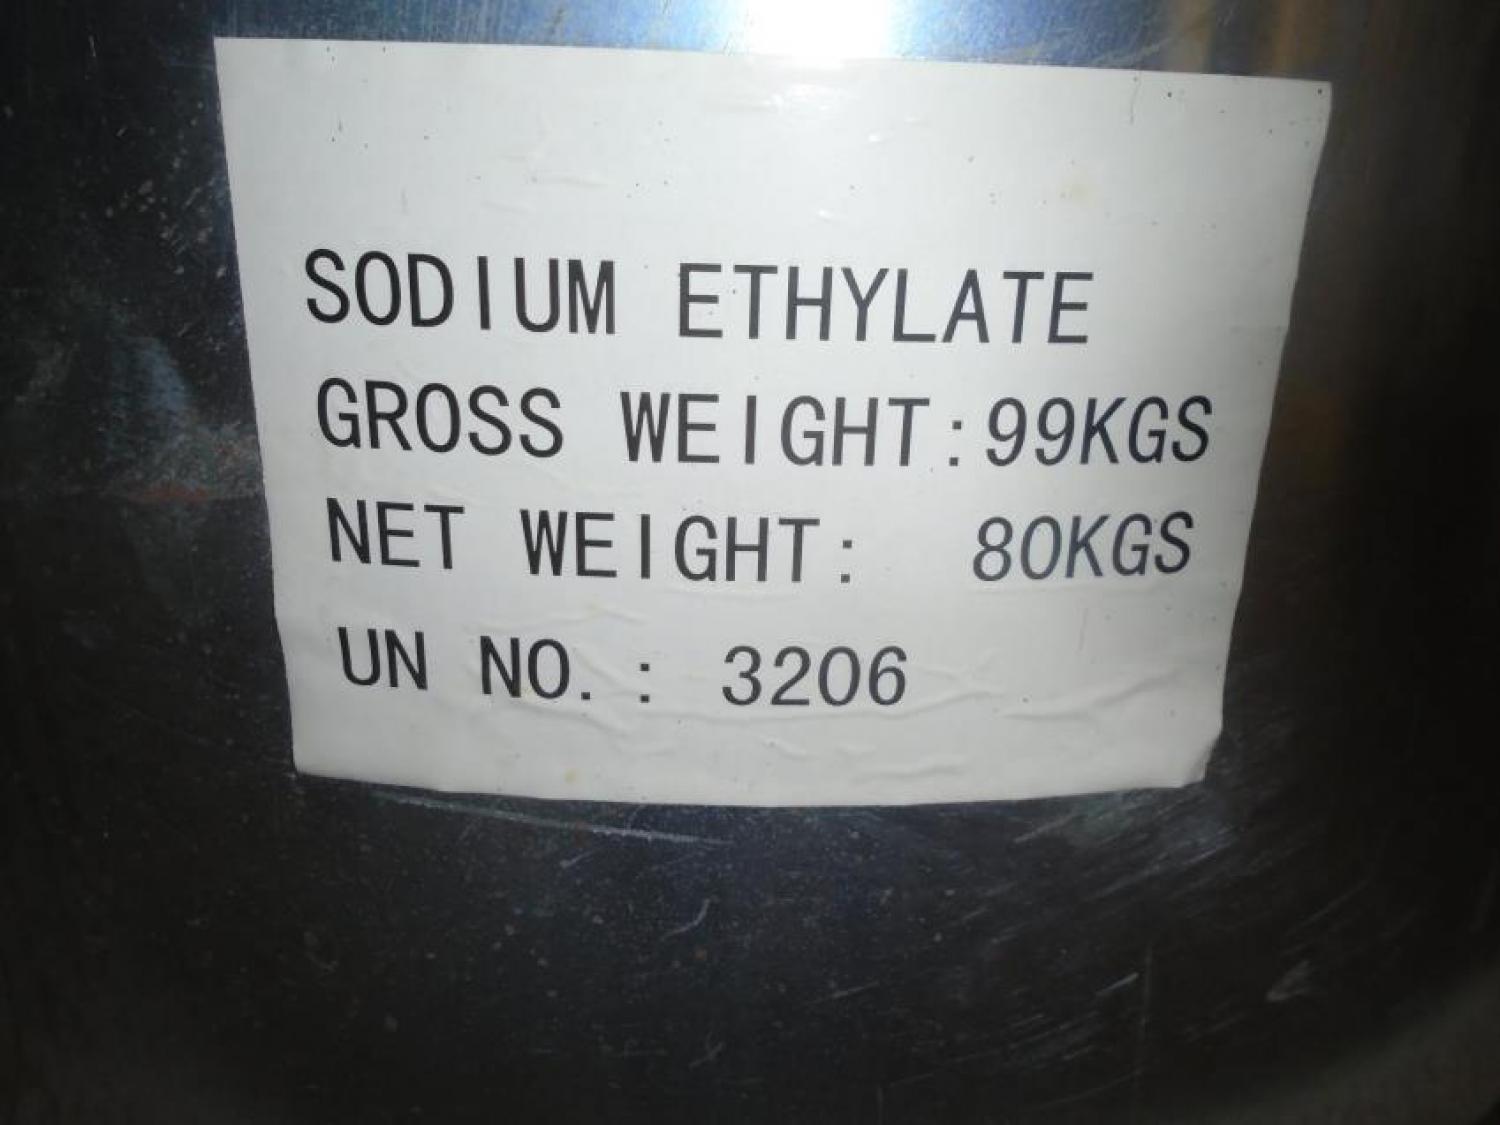 SODIUM ETHYLATE
GROSS WEIGHT:99KGS
NET WEIGHT: 80KGS
UN NO.: 3206